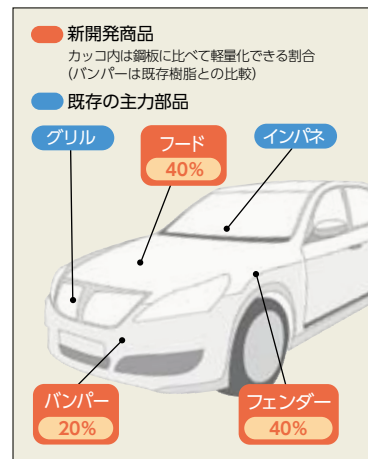 新開発商品
カッコ内は鋼板に比べて軽量化できる割合
(バンパーは既存樹脂との比較)
既存の主力部品
グリル
フード
40%
インパネ
バンパー
20%
フェンダー
40%